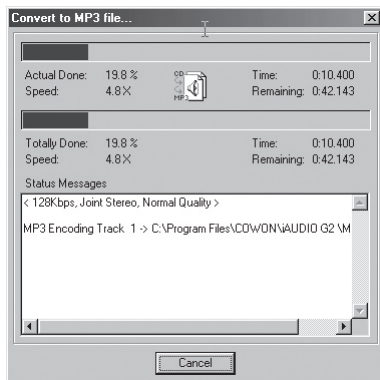 Convert to MP3 file...
Actual Done: 19.8 % Time: 0:10.400
Speed: 4.8X Remaining: 0:42.143
CD
MP3
Totally Done: 19.8 % Time: 0:10.400
Speed: 4.8X Remaining: 0:42.143
Status Messages
< 128Kbps, Joint Stereo, Normal Quality >
MP3 Encoding Track 1 -> C:\Program Files\COWON\iAUDIO G2 \M
Cancel